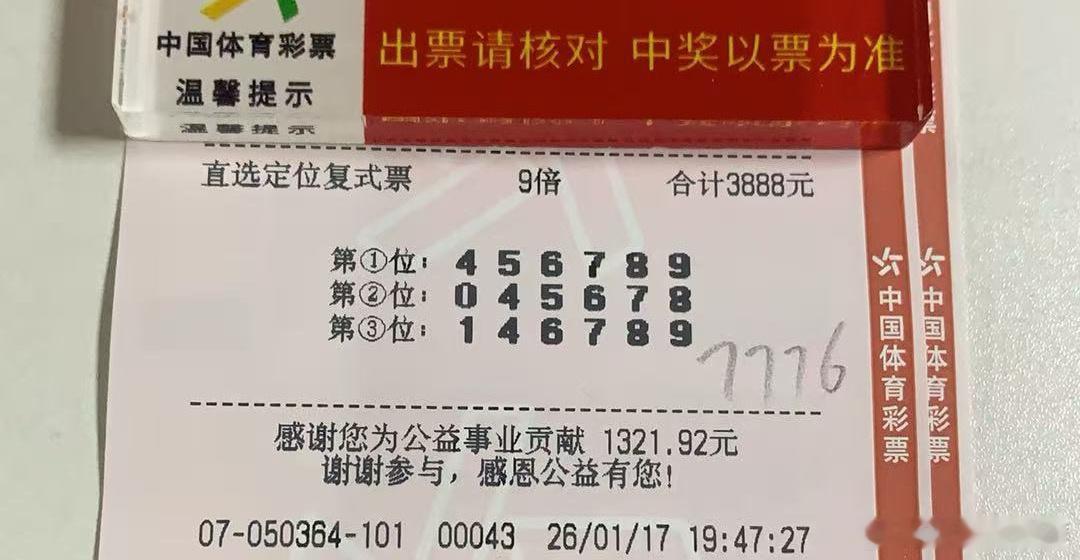 中国体育彩票
温馨提示
出票请核对 中奖以票为准
直选定位复式票 9倍 合计3888元
第①位: 4 5 6 7 8 9
第②位: 0 4 5 6 7 8
第③位: 1 4 6 7 8 9
7776
感谢您为公益事业贡献 1321.92元
谢谢参与，感恩公益有您!
07-050364-101 00043 26/01/17 19:47:27
中国体育彩票
中国体育彩票